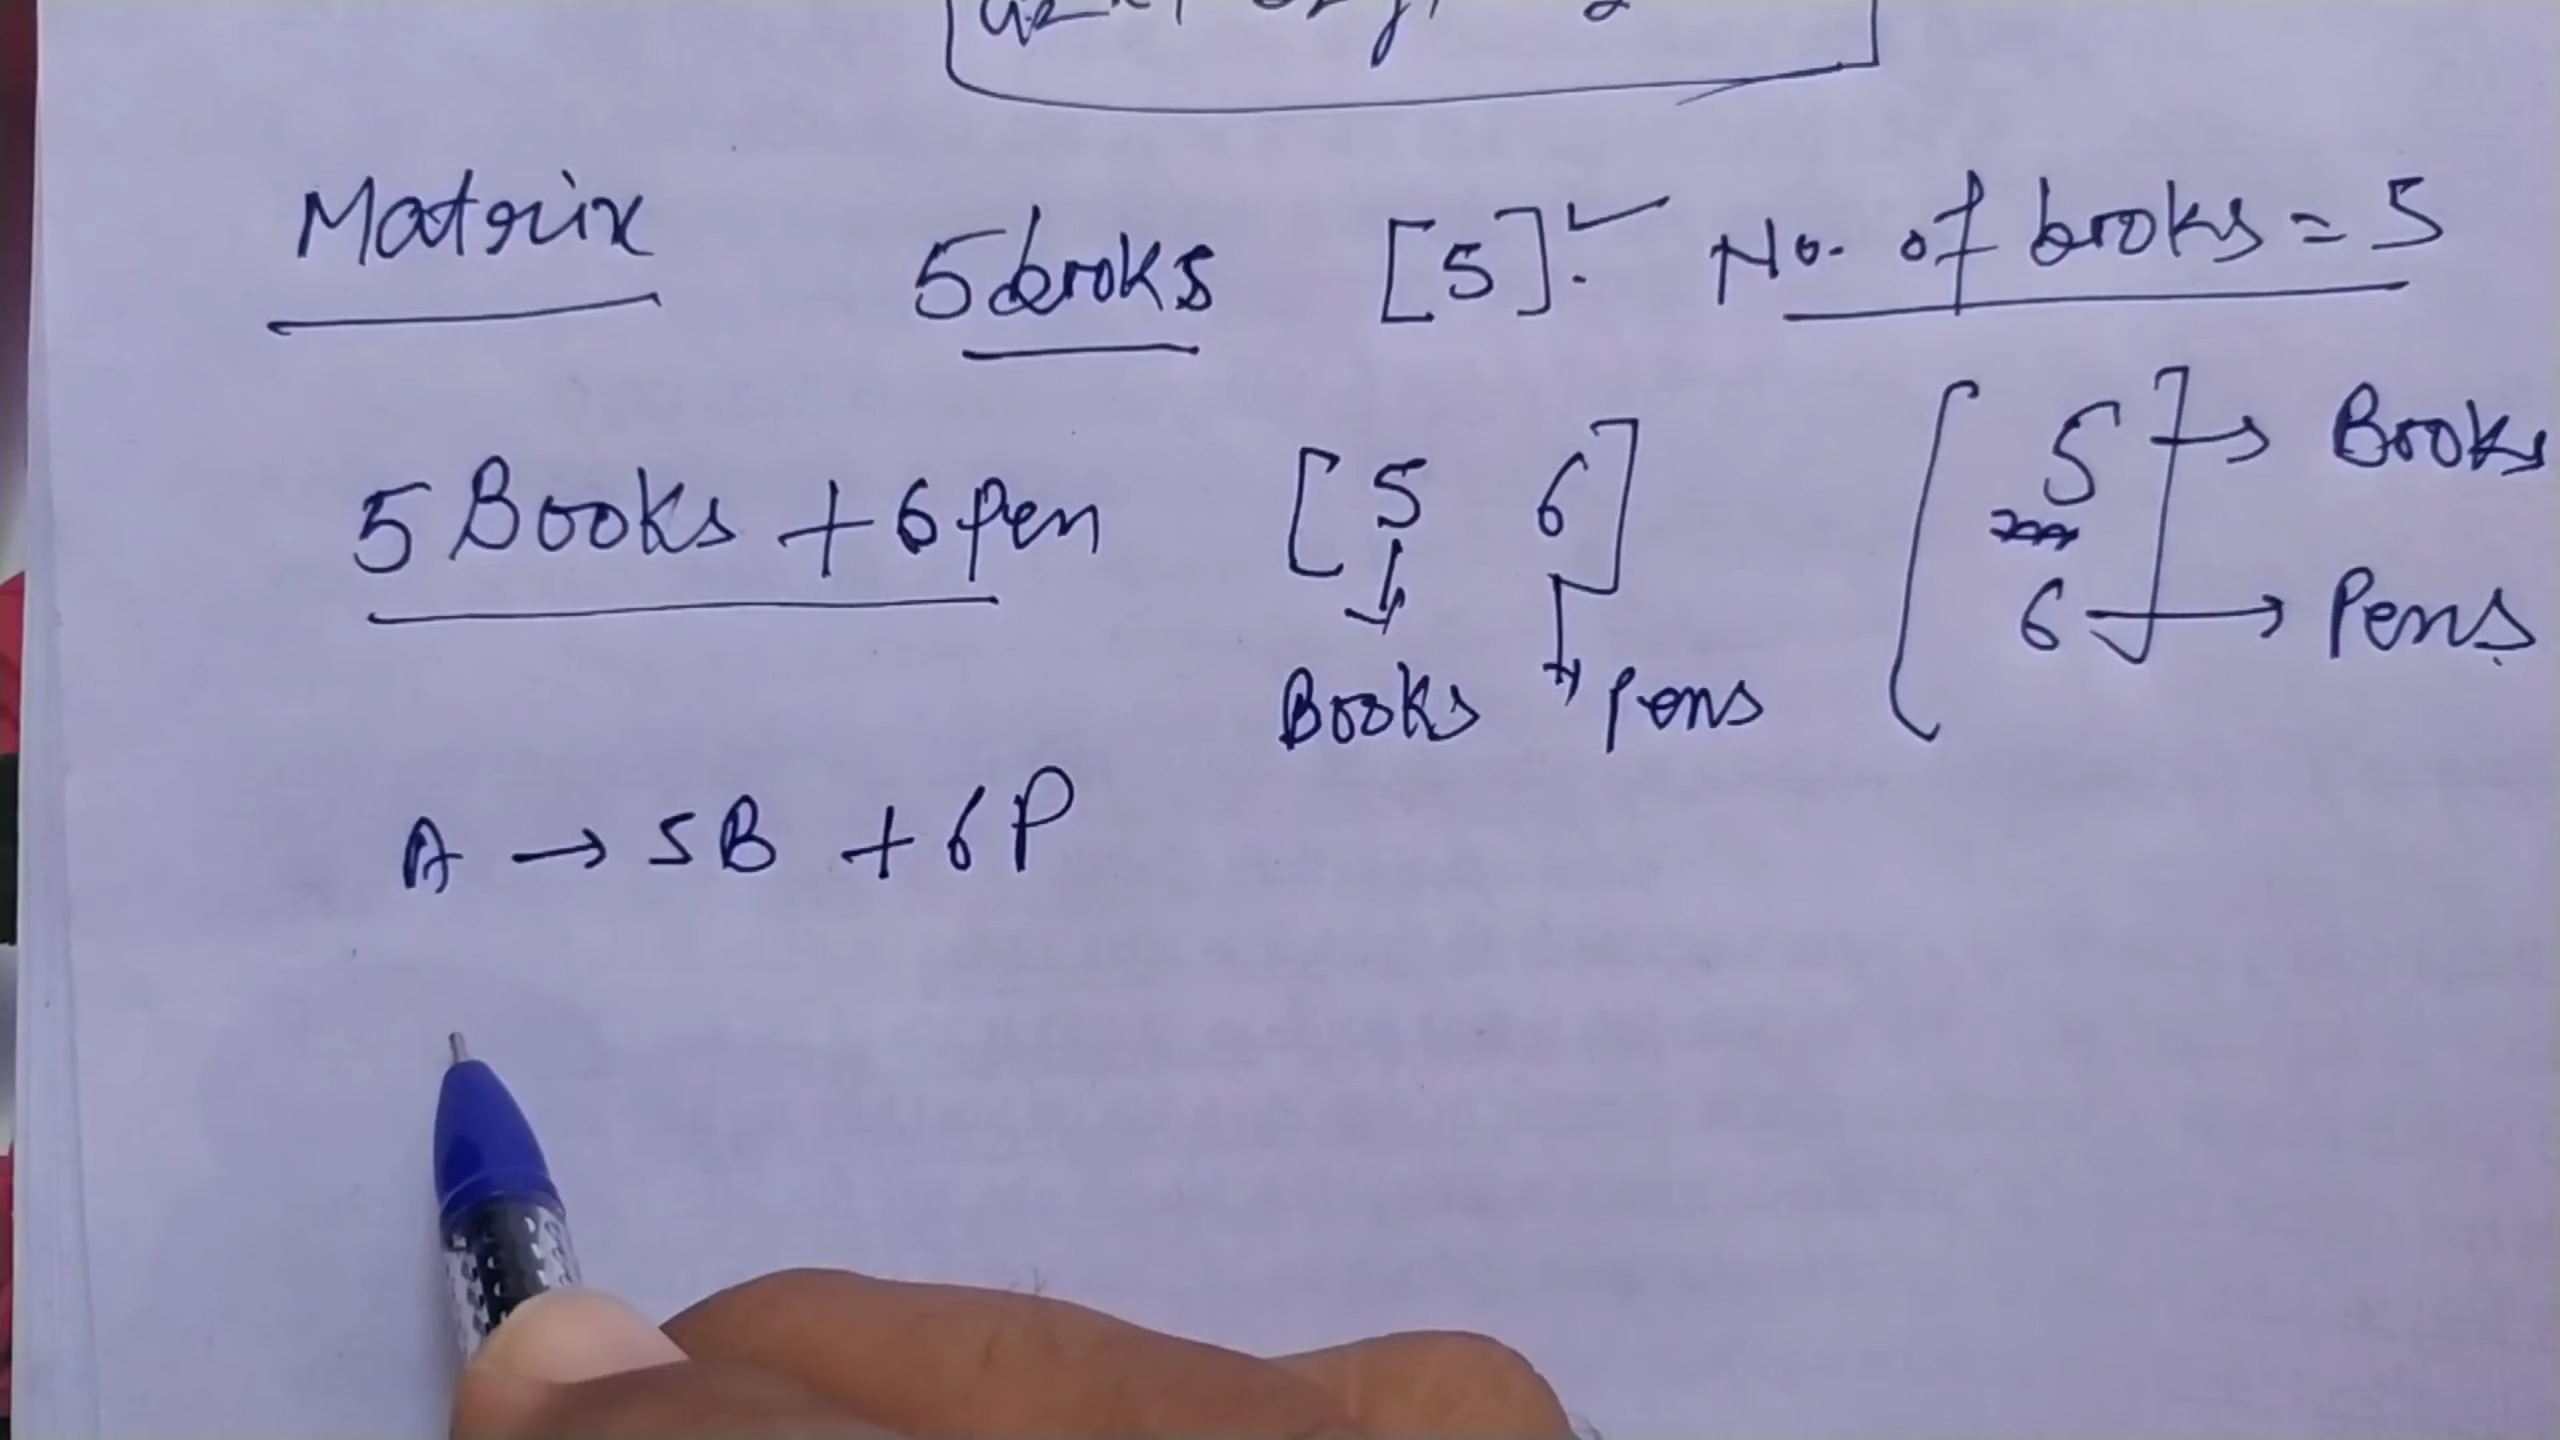 Matrix 5 books [5]. ✓ No. of books = 5
5 Books + 6 pen [5 6] [5 → Books
6] → Pens
Books Pens
A → 5B + 6P